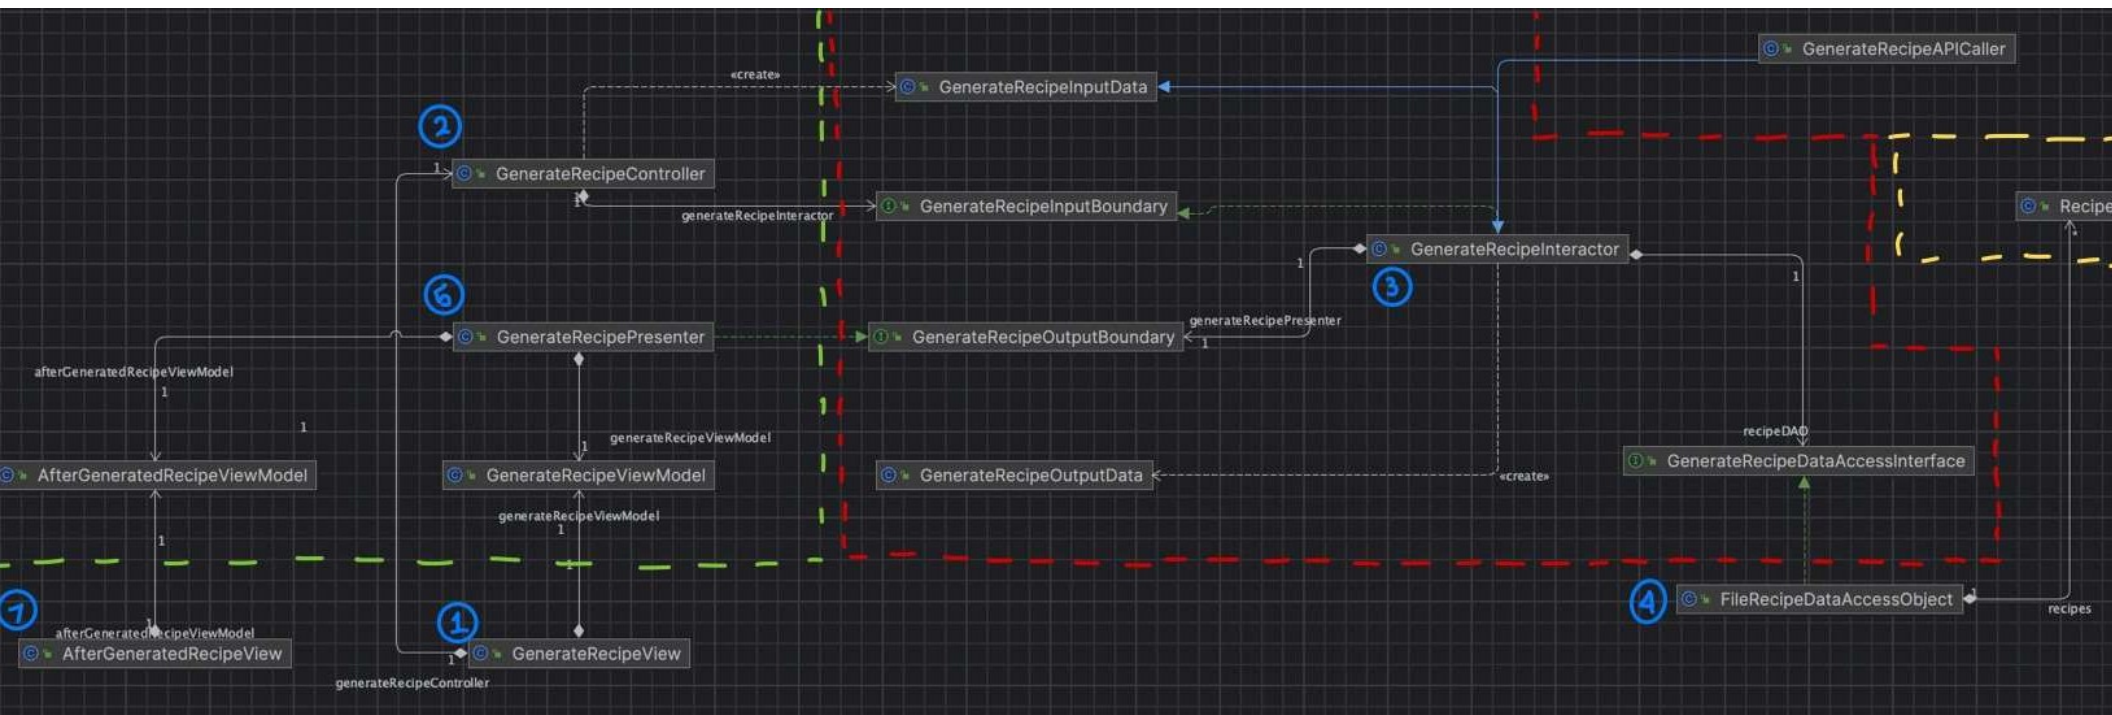 GenerateRecipeAPICaller
«create»
GenerateRecipeInputData
2
1
GenerateRecipeController
1
generateRecipeInteractor
GenerateRecipeInputBoundary
Recipe
*
GenerateRecipeInteractor
1
1
3
6
generateRecipePresenter
GenerateRecipePresenter
GenerateRecipeOutputBoundary
1
afterGeneratedRecipeViewModel
1
1
generateRecipeViewModel
1
recipeDAO
AfterGeneratedRecipeViewModel
GenerateRecipeViewModel
GenerateRecipeOutputData
«create»
GenerateRecipeDataAccessInterface
generateRecipeViewModel
1
1
1
4
FileRecipeDataAccessObject
1
recipes
7
1
afterGeneratedRecipeViewModel
1
AfterGeneratedRecipeView
1
GenerateRecipeView
generateRecipeController